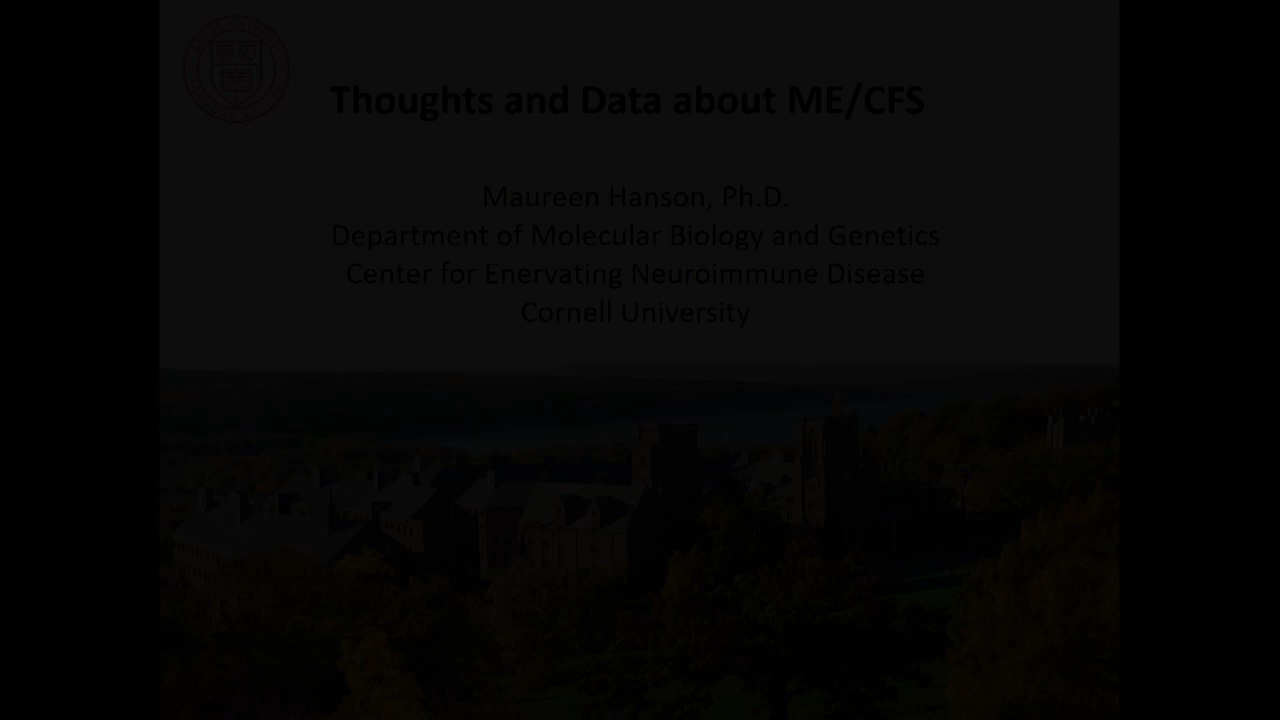 Thoughts and Data about ME/CFS
Maureen Hanson, Ph.D.
Department of Molecular Biology and Genetics
Center for Enervating Neuroimmune Disease
Cornell University